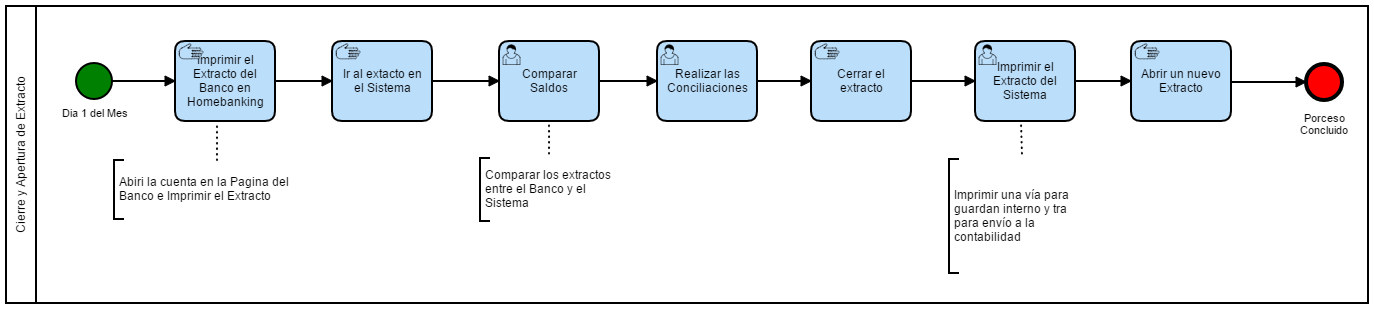 Cierre y Apertura de Extracto
Dia 1 del Mes
Imprimir el
Extracto del
Banco en
Homebanking
Ir al extacto en
el Sistema
Comparar
Saldos
Realizar las
Conciliaciones
Cerrar el
extracto
Imprimir el
Extracto del
Sistema
Abrir un nuevo
Extracto
Porceso
Concluido
Abiri la cuenta en la Pagina del
Banco e Imprimir el Extracto
Comparar los extractos
entre el Banco y el
Sistema
Imprimir una vía para
guardan interno y tra
para envío a la
contabilidad